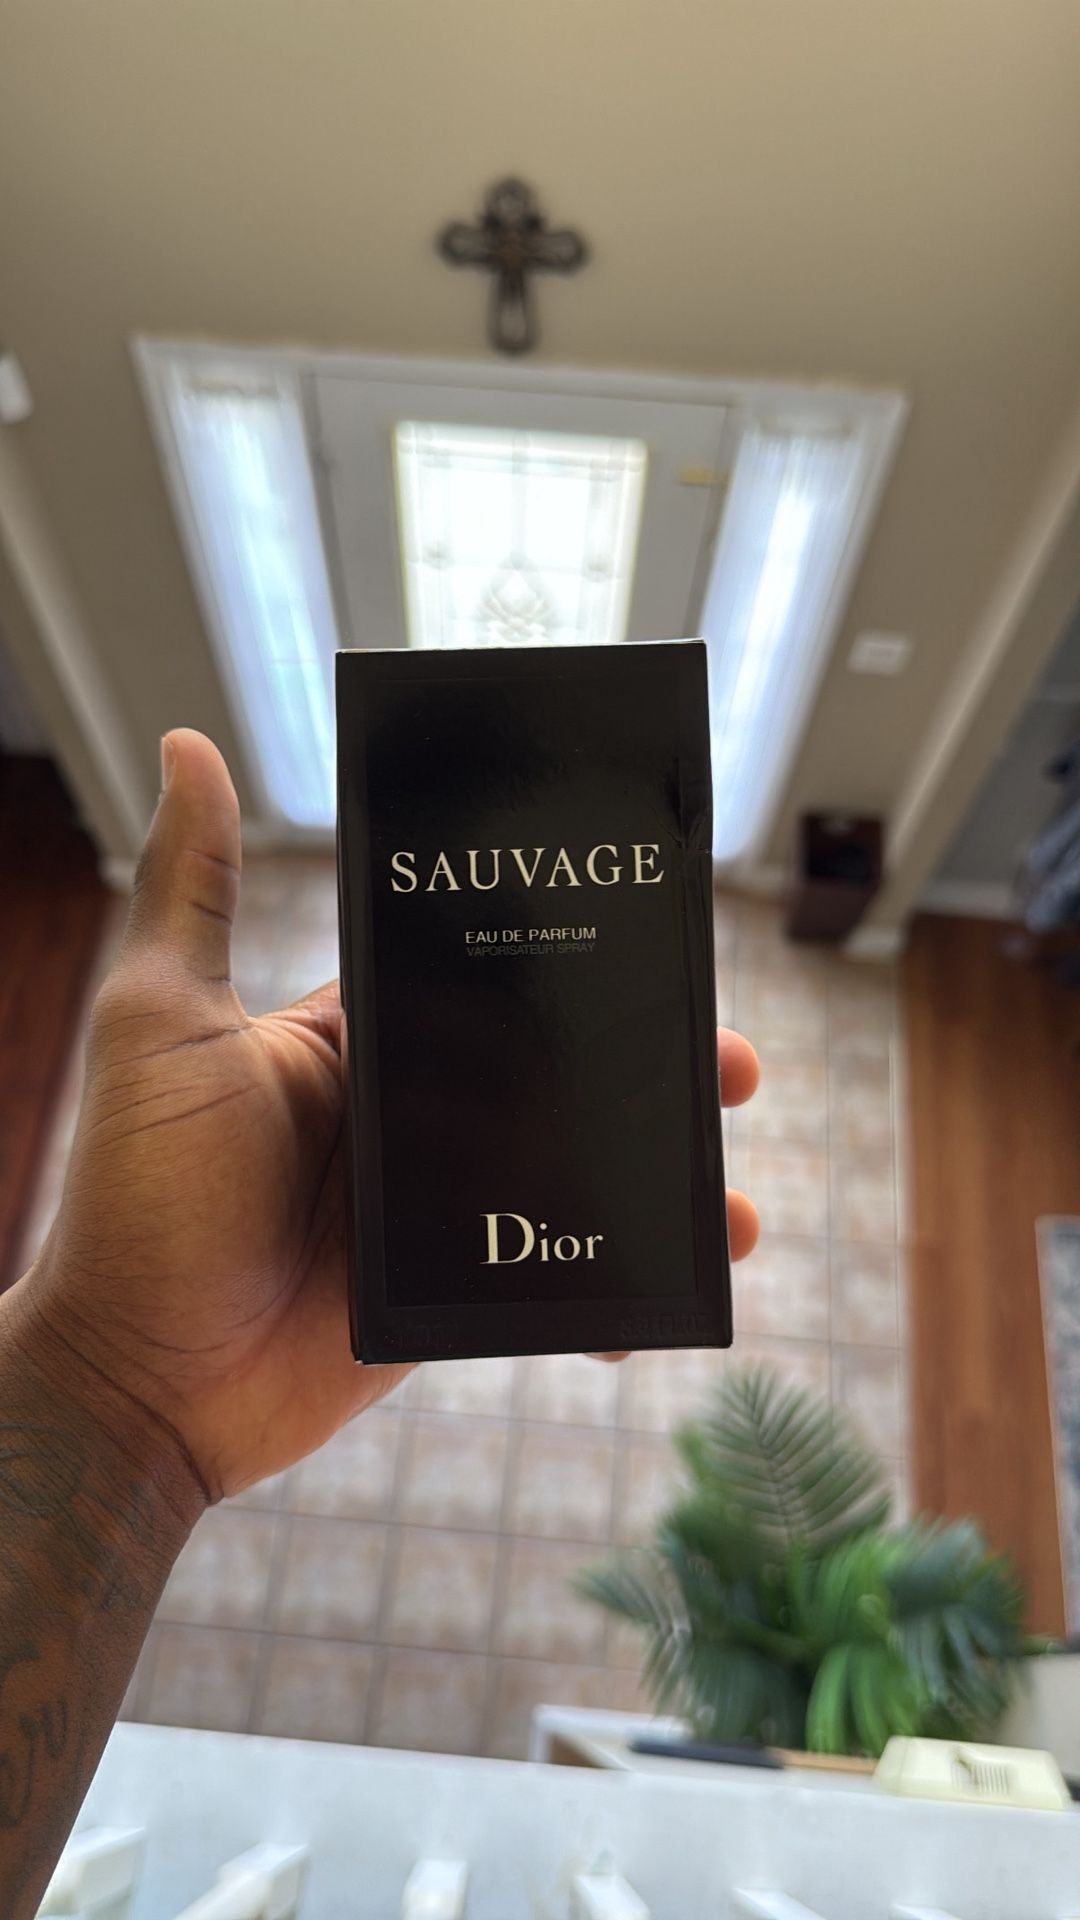 SAUVAGE
EAU DE PARFUM
VAPORISATEUR SPRAY
Dior